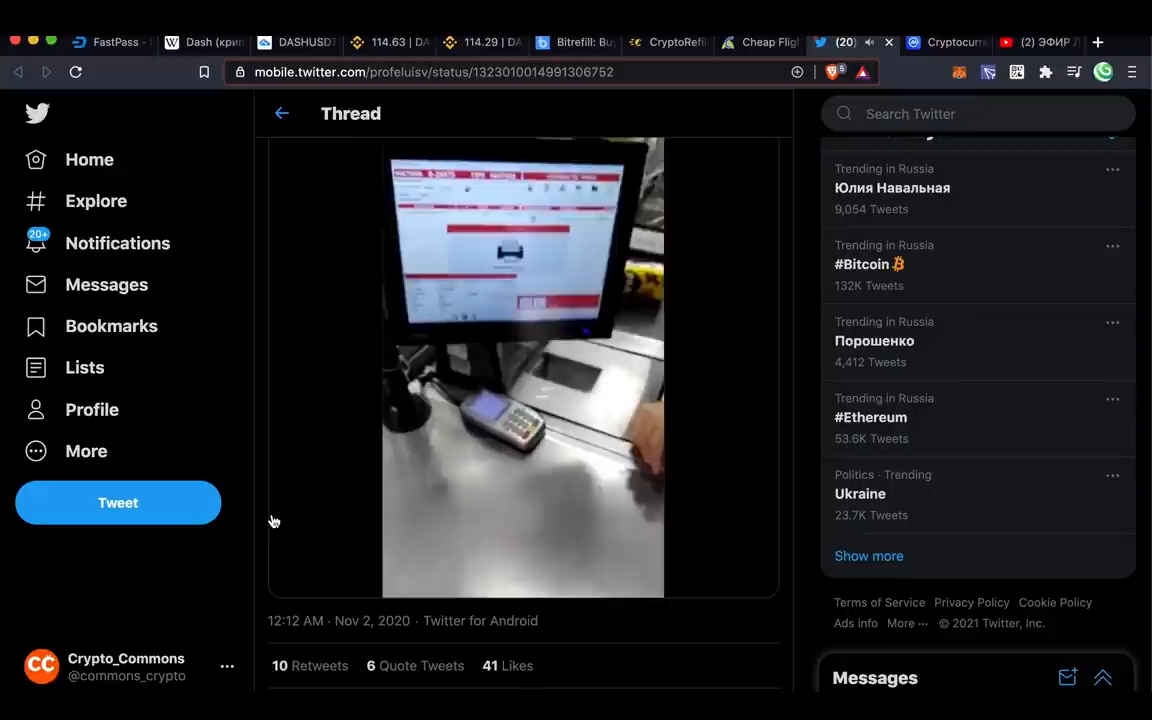 FastPass -
Dash (крип
DASHUSDT
114.63 | DA
114.29 | DA
Bitrefill: Bu
CryptoRefil
Cheap Fligh
(20)
Cryptocurre
(2) ЭФИР Л
mobile.twitter.com/profeluisv/status/1323010014991306752
5
Thread
Search Twitter
Home
Explore
20+
Notifications
Messages
Bookmarks
Lists
Profile
More
Tweet
Crypto_Commons
@commons_crypto
12:12 AM · Nov 2, 2020 · Twitter for Android
10 Retweets 6 Quote Tweets 41 Likes
Trending in Russia
Юлия Навальная
9,054 Tweets
Trending in Russia
#Bitcoin
132K Tweets
Trending in Russia
Порошенко
4,412 Tweets
Trending in Russia
#Ethereum
53.6K Tweets
Politics · Trending
Ukraine
23.7K Tweets
Show more
Terms of Service Privacy Policy Cookie Policy
Ads info More ··· © 2021 Twitter, Inc.
Messages